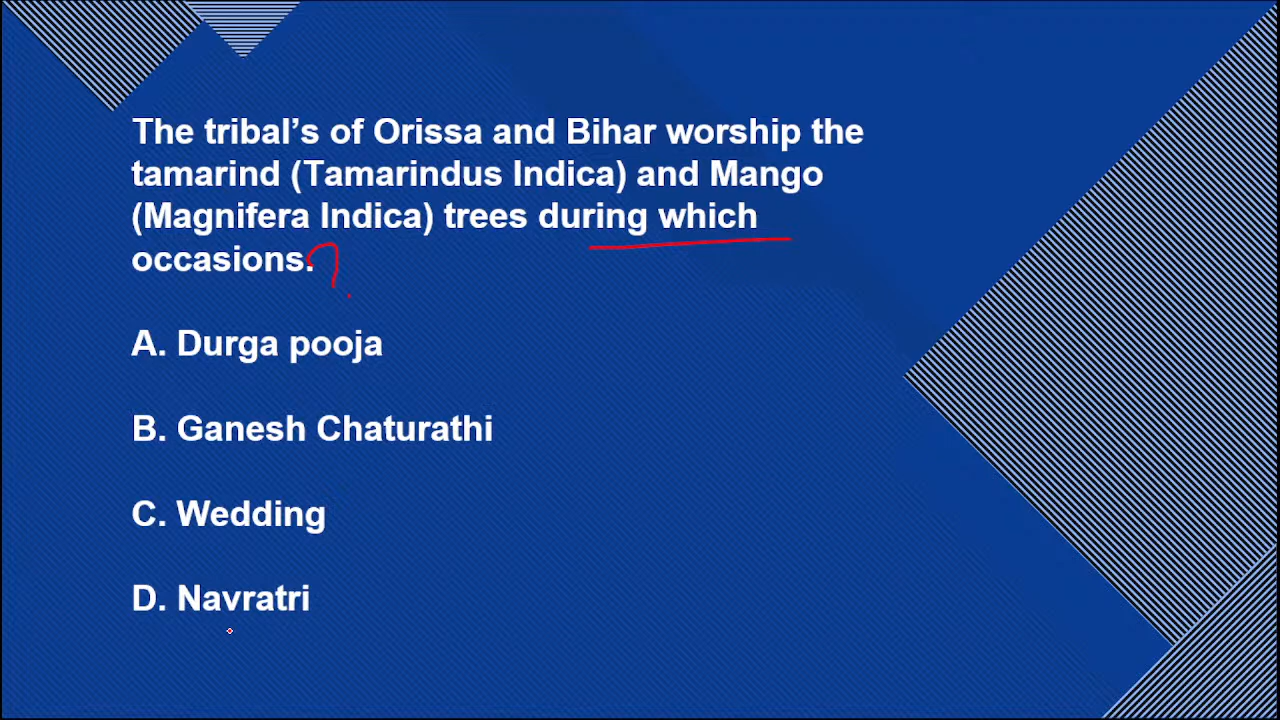 The tribal's of Orissa and Bihar worship the
tamarind (Tamarindus Indica) and Mango
(Magnifera Indica) trees during which
occasions.?
A. Durga pooja
B. Ganesh Chaturathi
C. Wedding
D. Navratri